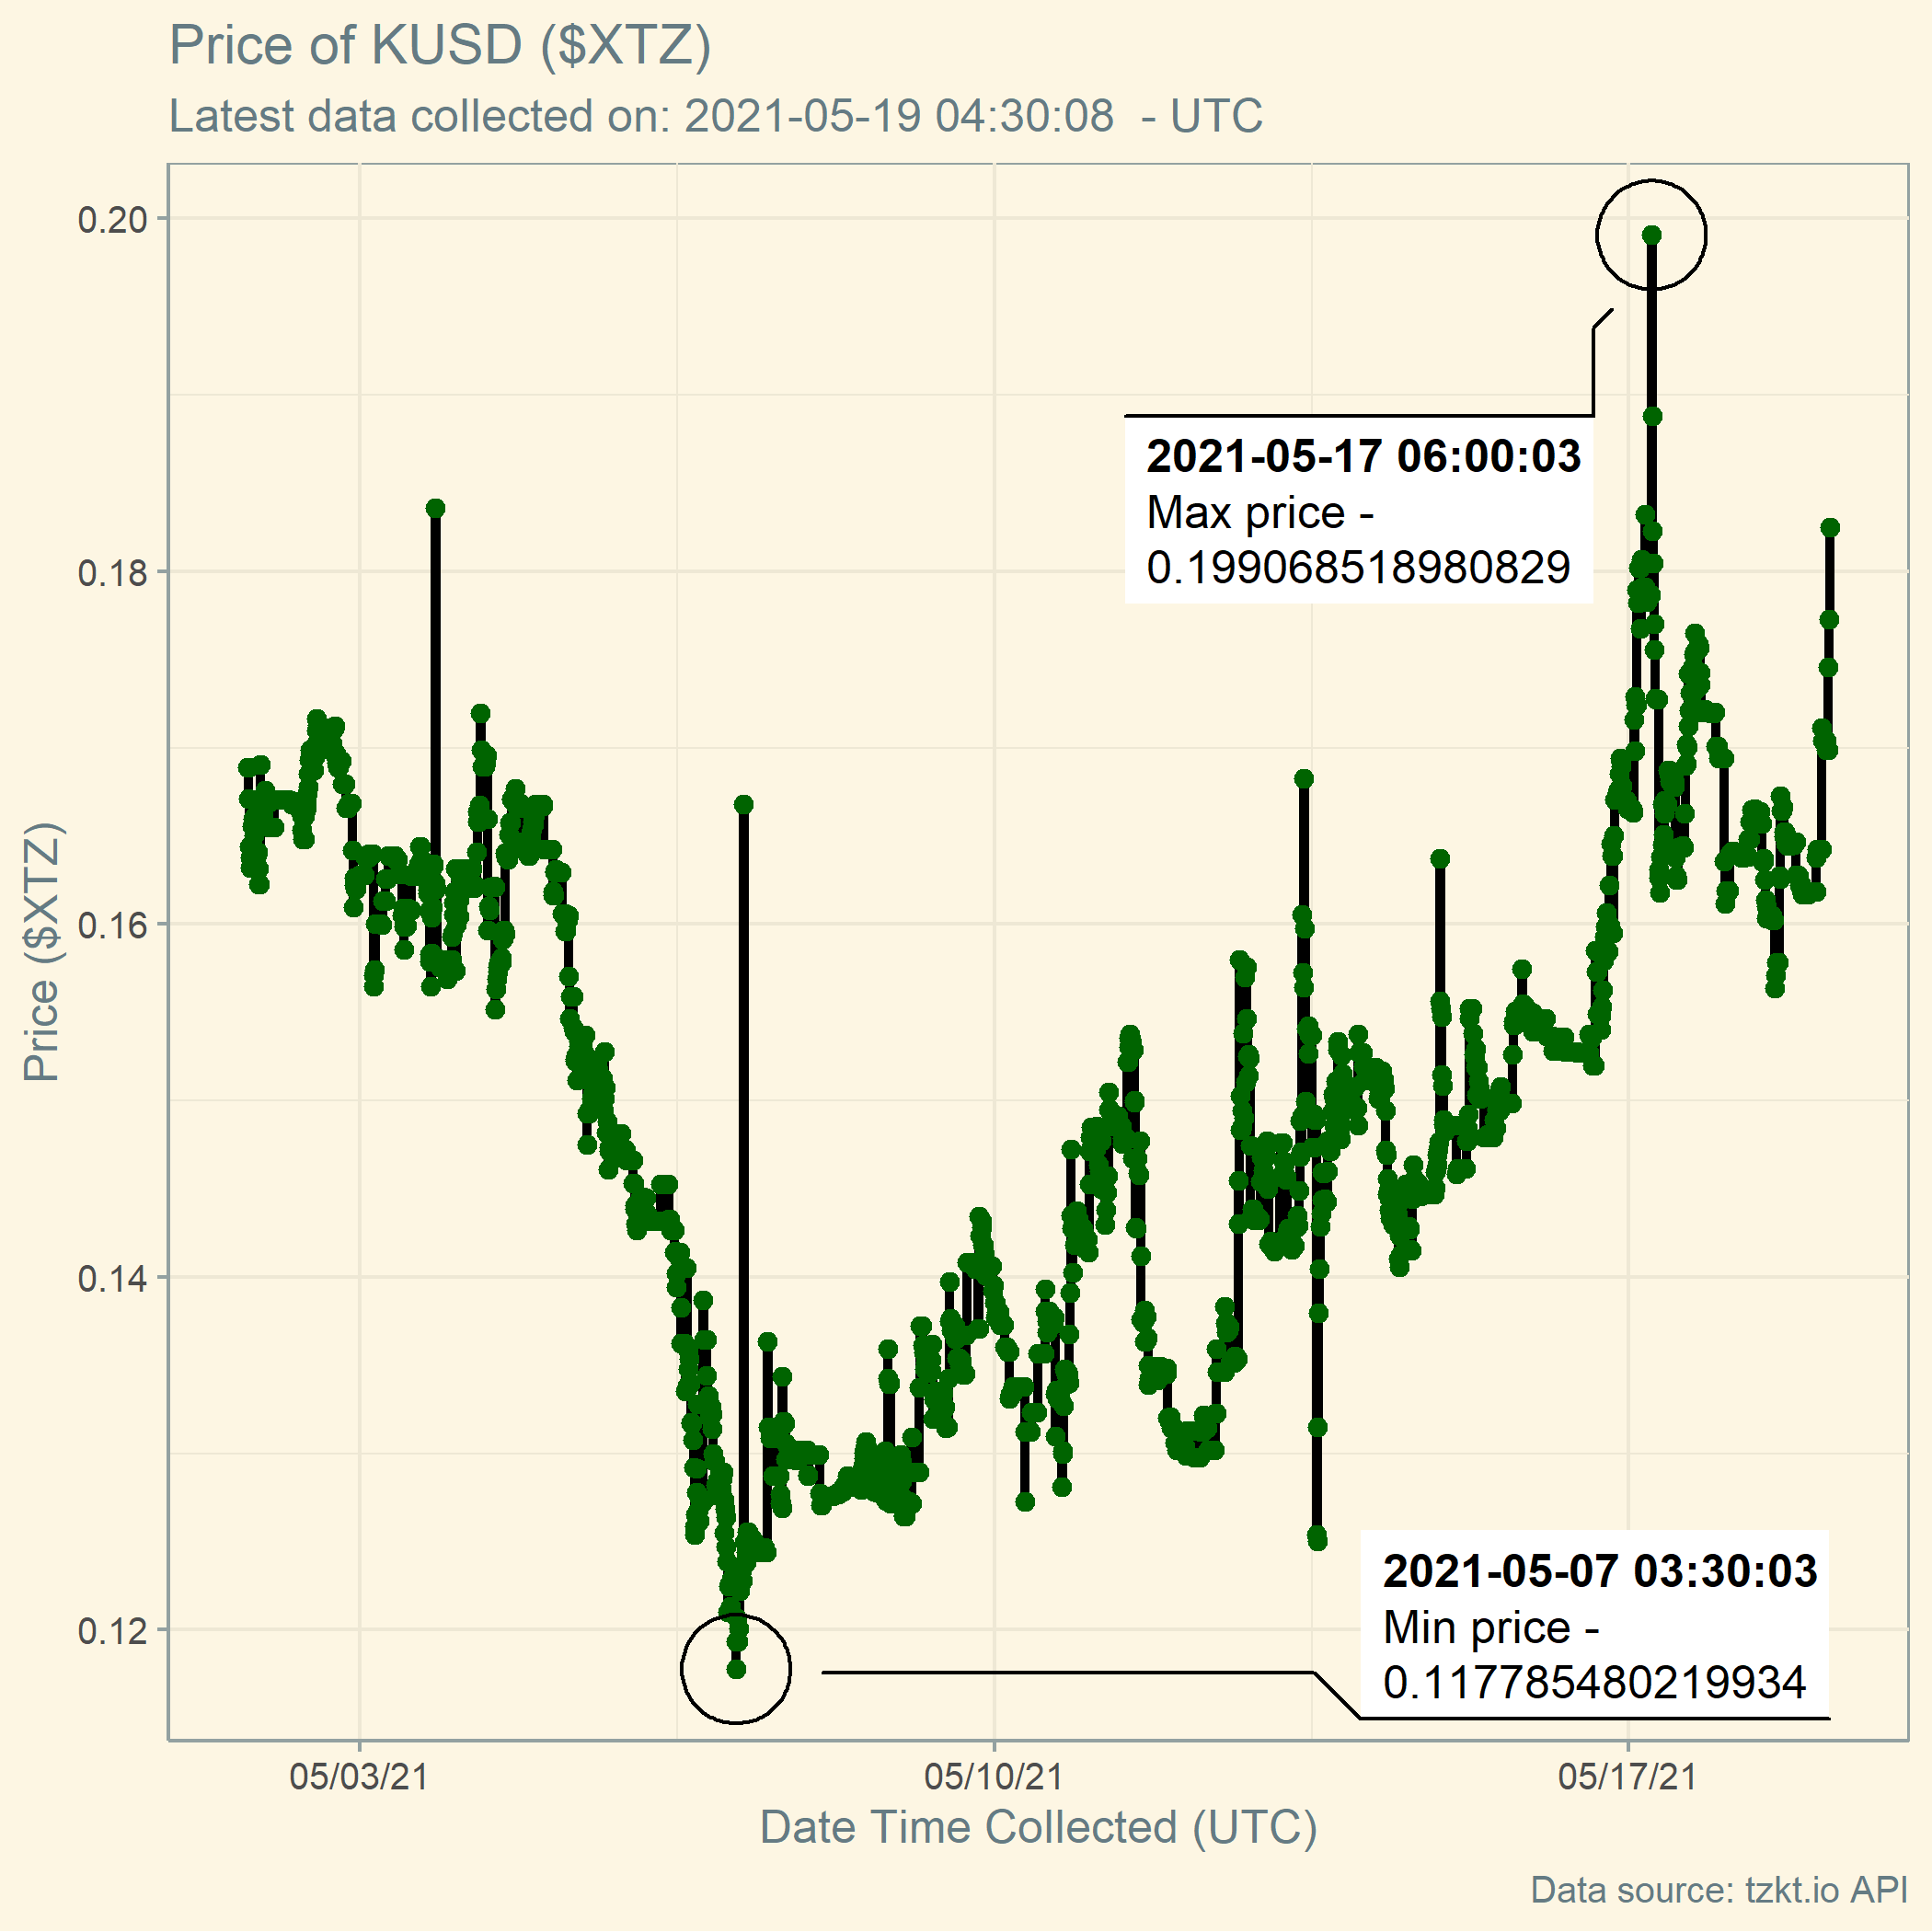 Price of KUSD ($XTZ)
Latest data collected on: 2021-05-19 04:30:08  - UTC
0.20
0.18
0.16
0.14
0.12
Price ($XTZ)
2021-05-17 06:00:03
Max price -
0.199068518980829
2021-05-07 03:30:03
Min price -
0.117785480219934
05/03/21
05/10/21
05/17/21
Date Time Collected (UTC)
Data source: tzkt.io API